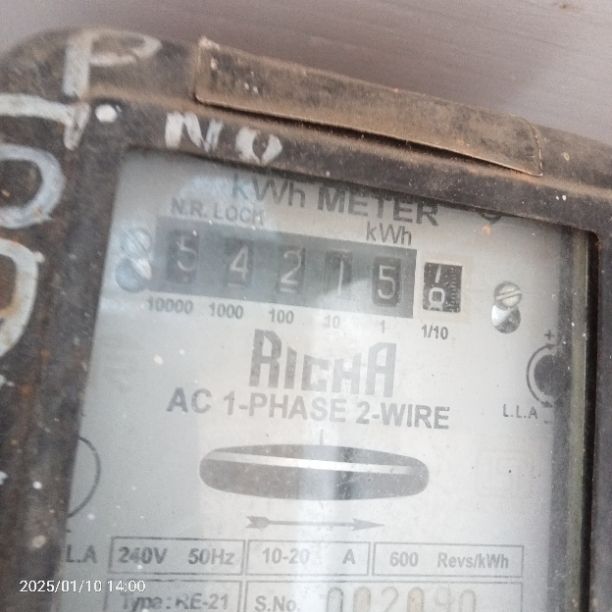 NO
kWh METER
N.R. LOCK
kWh
5 4 2 1 5
10000 1000 100 10 1 1/10
RICHA
AC 1-PHASE 2-WIRE
L.L.A
240V 50Hz 10-20 A 600 Revs/kWh
Type: RE-21 S.No.
2025/01/10 14:00